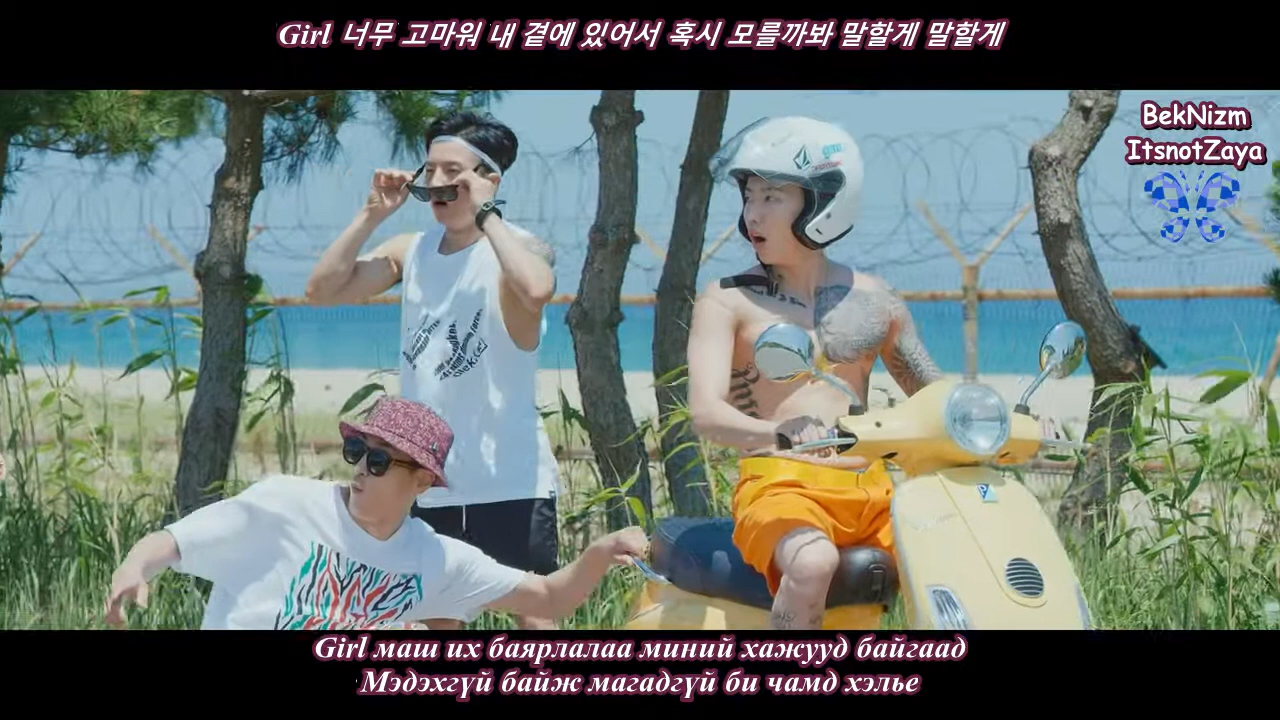 Girl 너무 고마워 내 곁에 있어서 혹시 모를까봐 말할게 말할게
BekNizm
ItsnotZaya
Girl маш их баярлалаа миний хажууд байгаад
Мэдэхгүй байж магадгүй би чамд хэлье